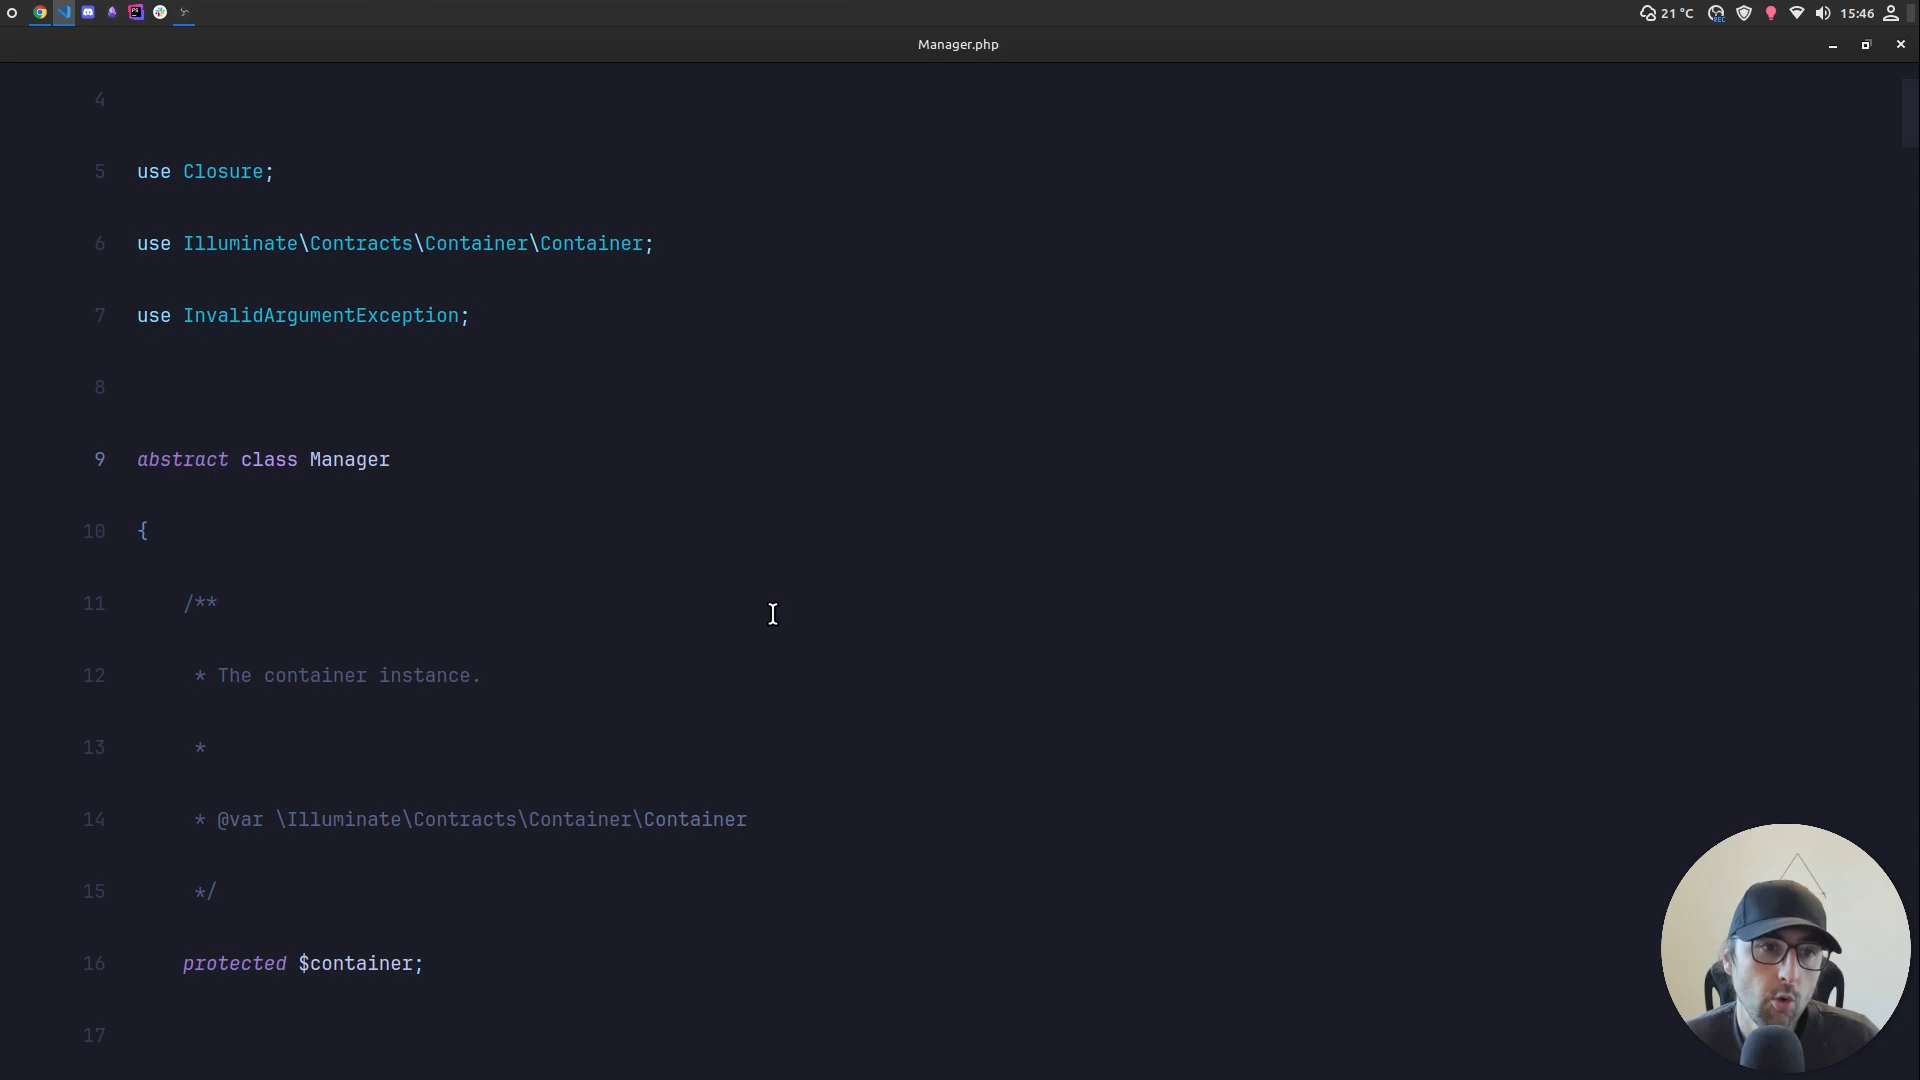 21 °C
REC
15:46
Manager.php
4
5 use Closure;
6 use Illuminate\Contracts\Container\Container;
7 use InvalidArgumentException;
8
9 abstract class Manager
10 {
11 /**
12 * The container instance.
13 *
14 * @var \Illuminate\Contracts\Container\Container
15 */
16 protected $container;
17